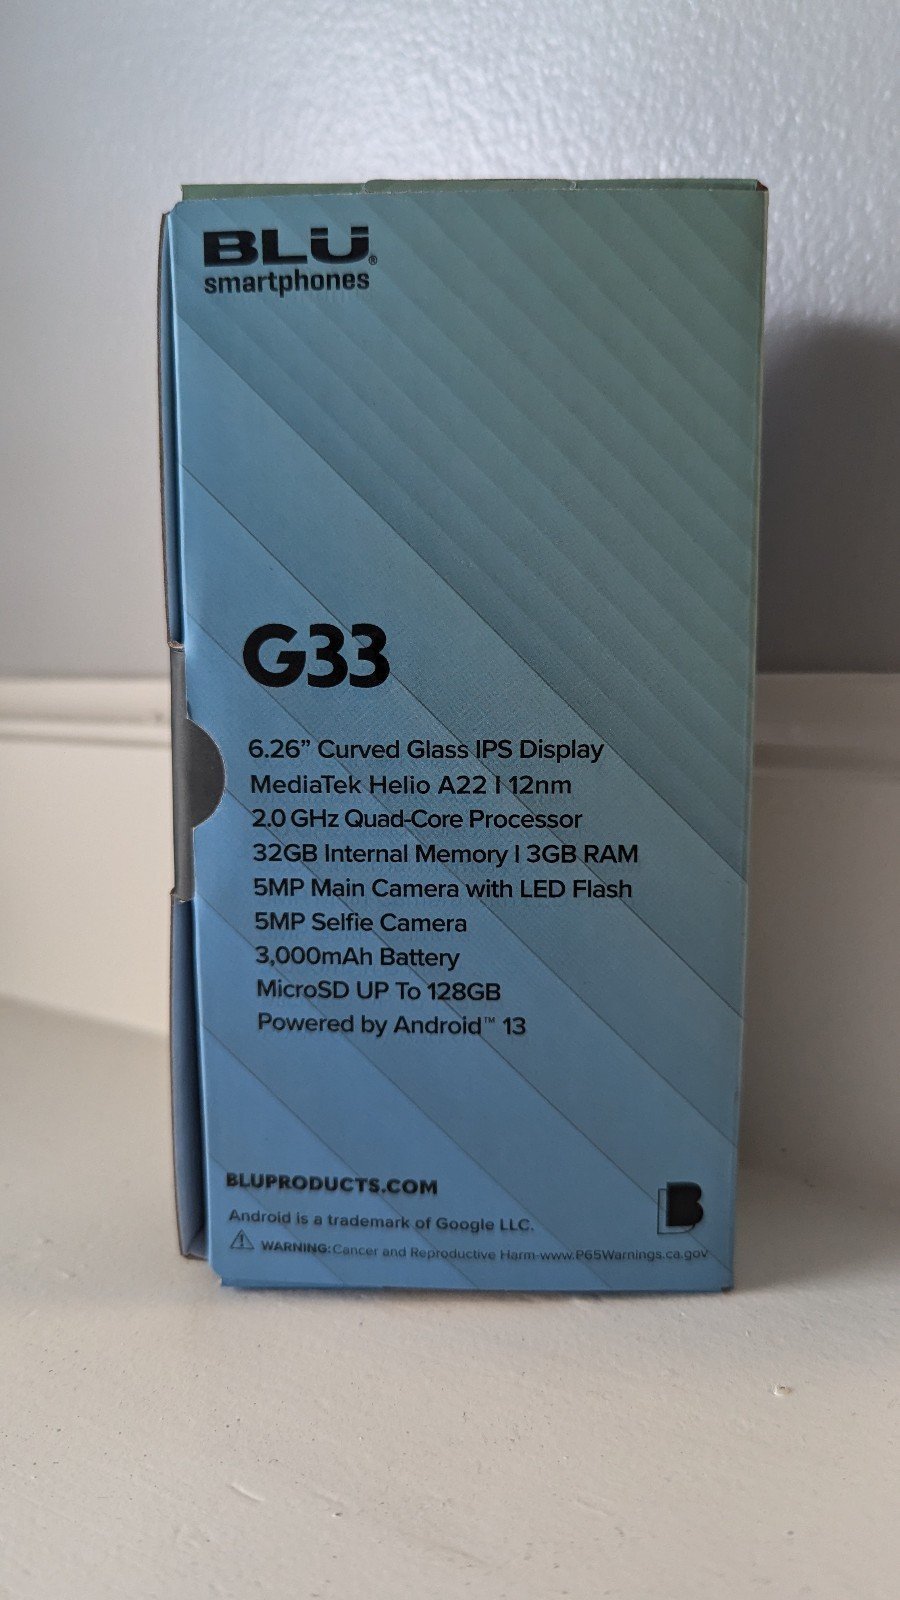 BLU®
smartphones
G33
6.26” Curved Glass IPS Display
MediaTek Helio A22 | 12nm
2.0 GHz Quad-Core Processor
32GB Internal Memory | 3GB RAM
5MP Main Camera with LED Flash
5MP Selfie Camera
3,000mAh Battery
MicroSD UP To 128GB
Powered by Android™ 13
BLUPRODUCTS.COM
B
Android is a trademark of Google LLC.
⚠ WARNING: Cancer and Reproductive Harm-www.P65Warnings.ca.gov